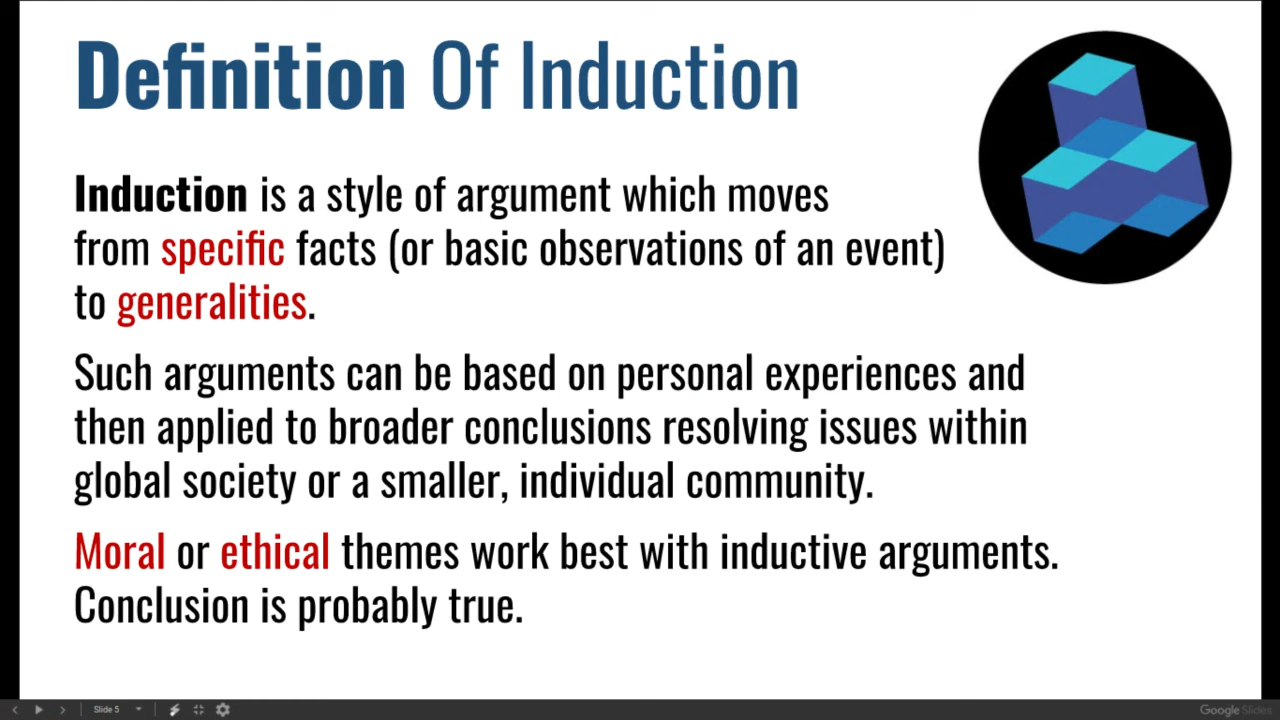 Definition Of Induction
Induction is a style of argument which moves
from specific facts (or basic observations of an event)
to generalities.
Such arguments can be based on personal experiences and
then applied to broader conclusions resolving issues within
global society or a smaller, individual community.
Moral or ethical themes work best with inductive arguments.
Conclusion is probably true.
Slide 5
Google Slides